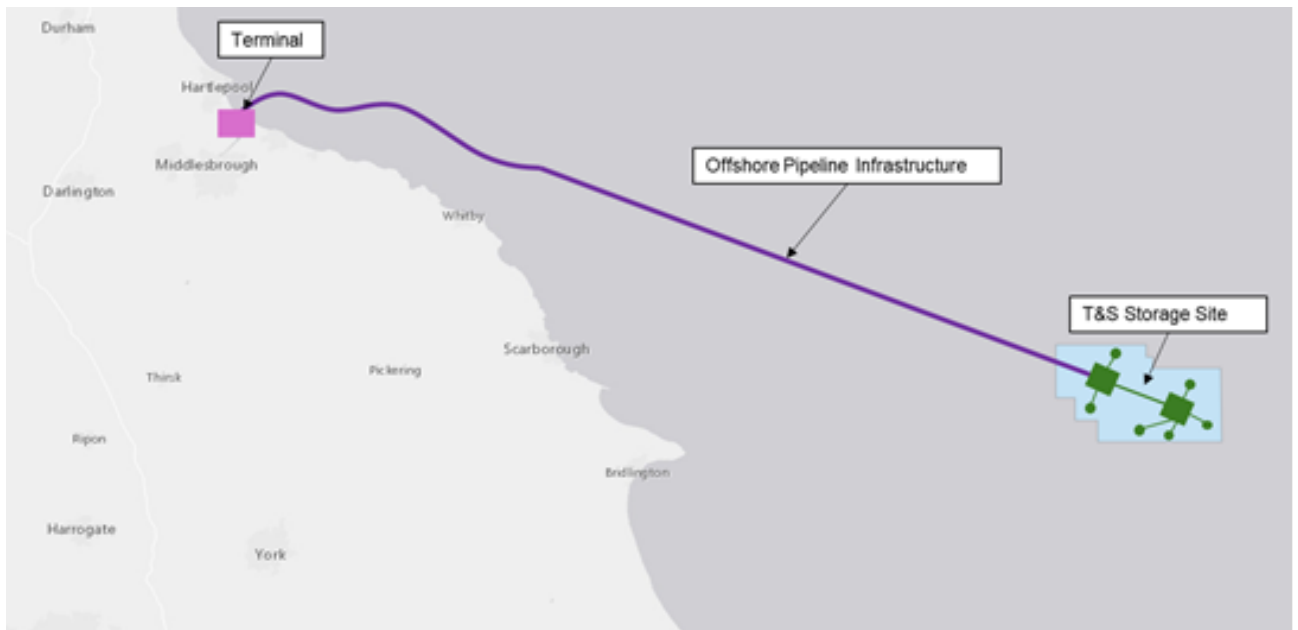 Durham
Terminal
Hartlepool
Middlesbrough
Offshore Pipeline Infrastructure
Darlington
Whitby
T&S Storage Site
Scarborough
Thirsk
Pickering
Ripon
Bridlington
Harrogate
York